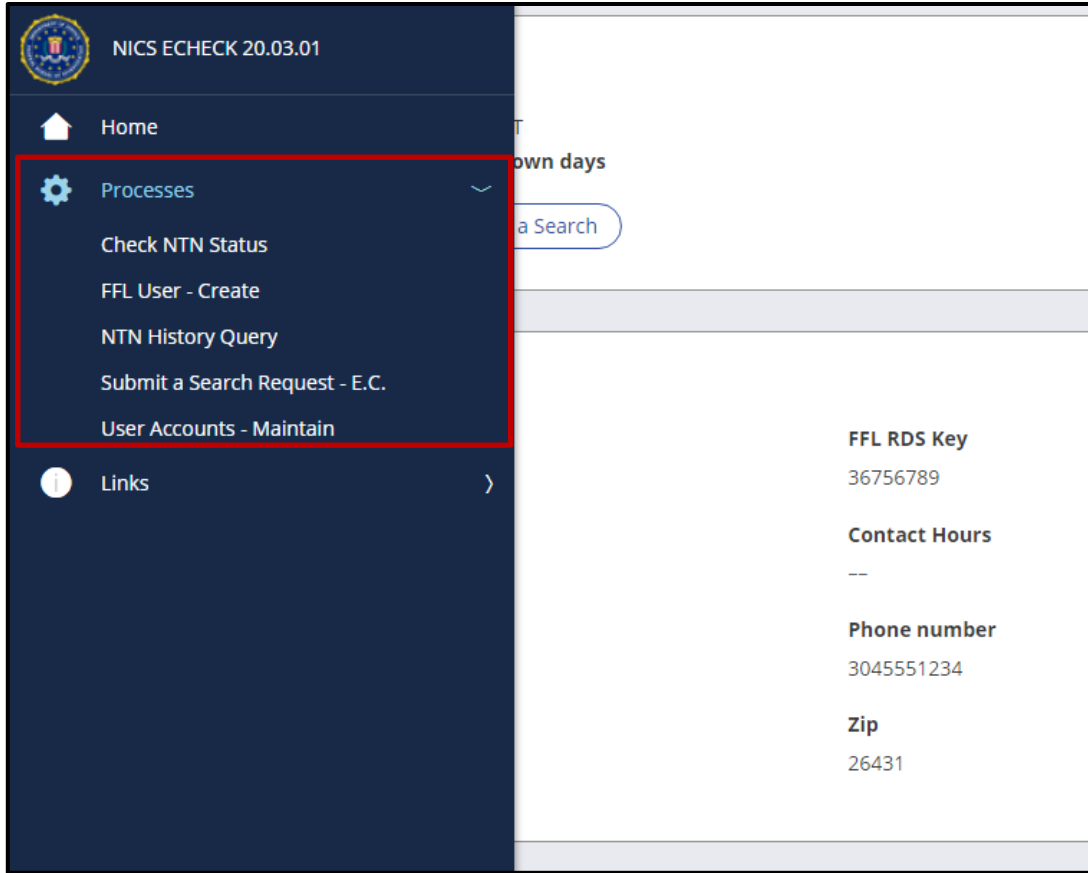 NICS ECHECK 20.03.01
Home
Processes
Check NTN Status
FFL User - Create
NTN History Query
Submit a Search Request - E.C.
User Accounts - Maintain
Links
T
own days
a Search
FFL RDS Key
36756789
Contact Hours
––
Phone number
3045551234
Zip
26431